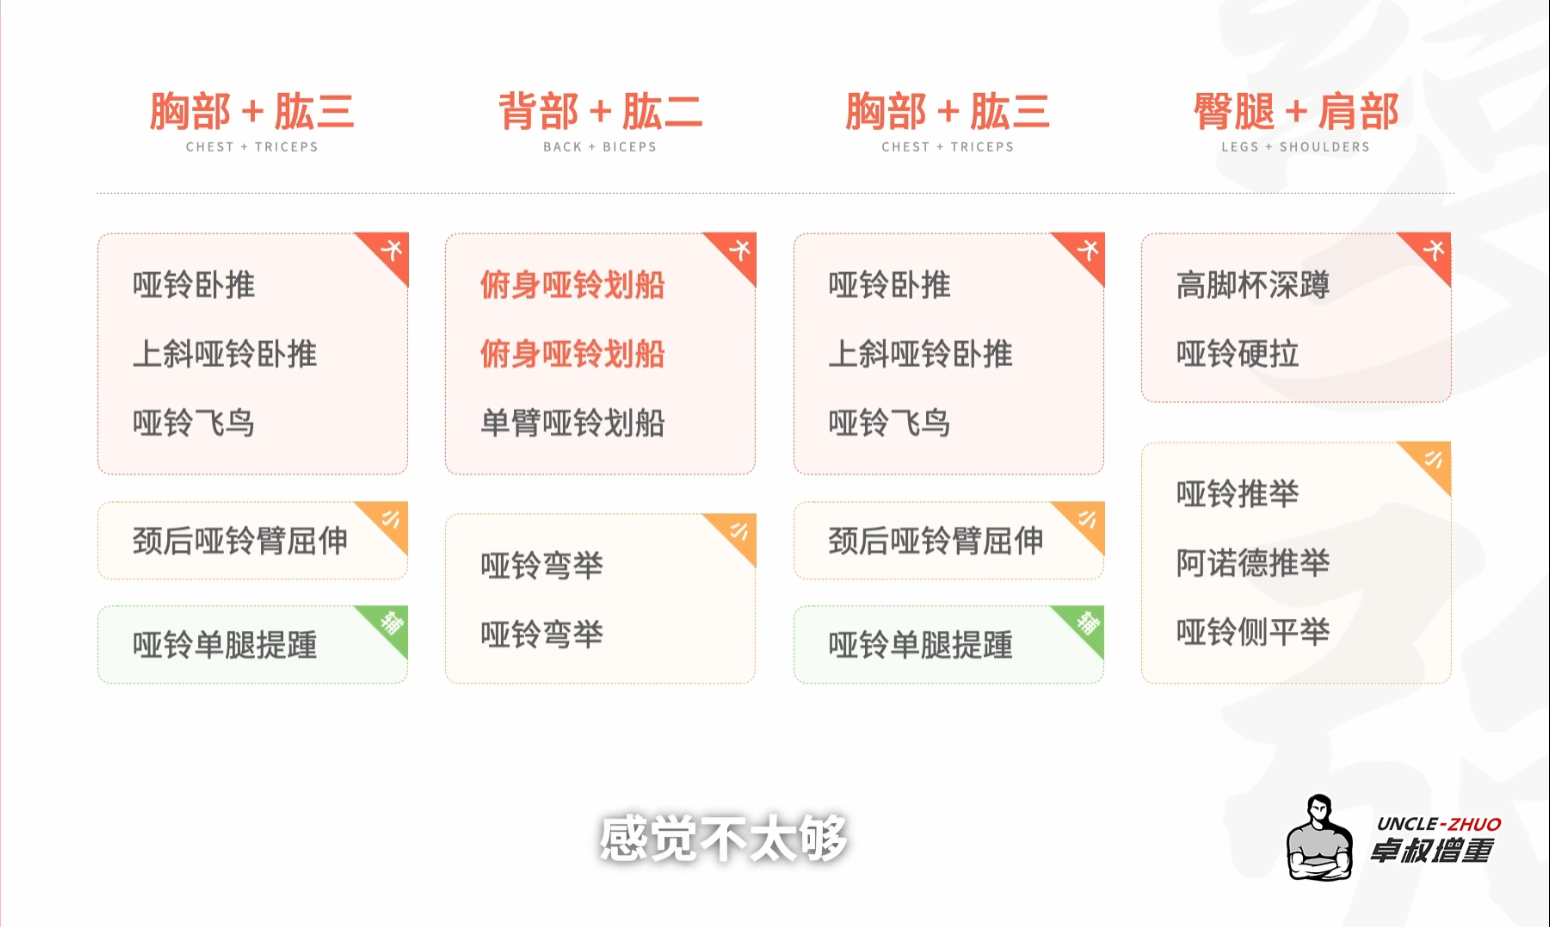 胸部 + 肱三
CHEST + TRICEPS
大
哑铃卧推
上斜哑铃卧推
哑铃飞鸟
小
颈后哑铃臂屈伸
辅
哑铃单腿提踵
背部 + 肱二
BACK + BICEPS
大
俯身哑铃划船
俯身哑铃划船
单臂哑铃划船
小
哑铃弯举
哑铃弯举
胸部 + 肱三
CHEST + TRICEPS
大
哑铃卧推
上斜哑铃卧推
哑铃飞鸟
小
颈后哑铃臂屈伸
辅
哑铃单腿提踵
臀腿 + 肩部
LEGS + SHOULDERS
大
高脚杯深蹲
哑铃硬拉
小
哑铃推举
阿诺德推举
哑铃侧平举
感觉不太够
UNCLE-ZHUO
卓叔增重